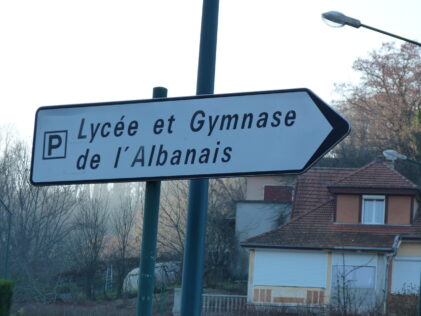 P Lycée et Gymnase
de l'Albanais